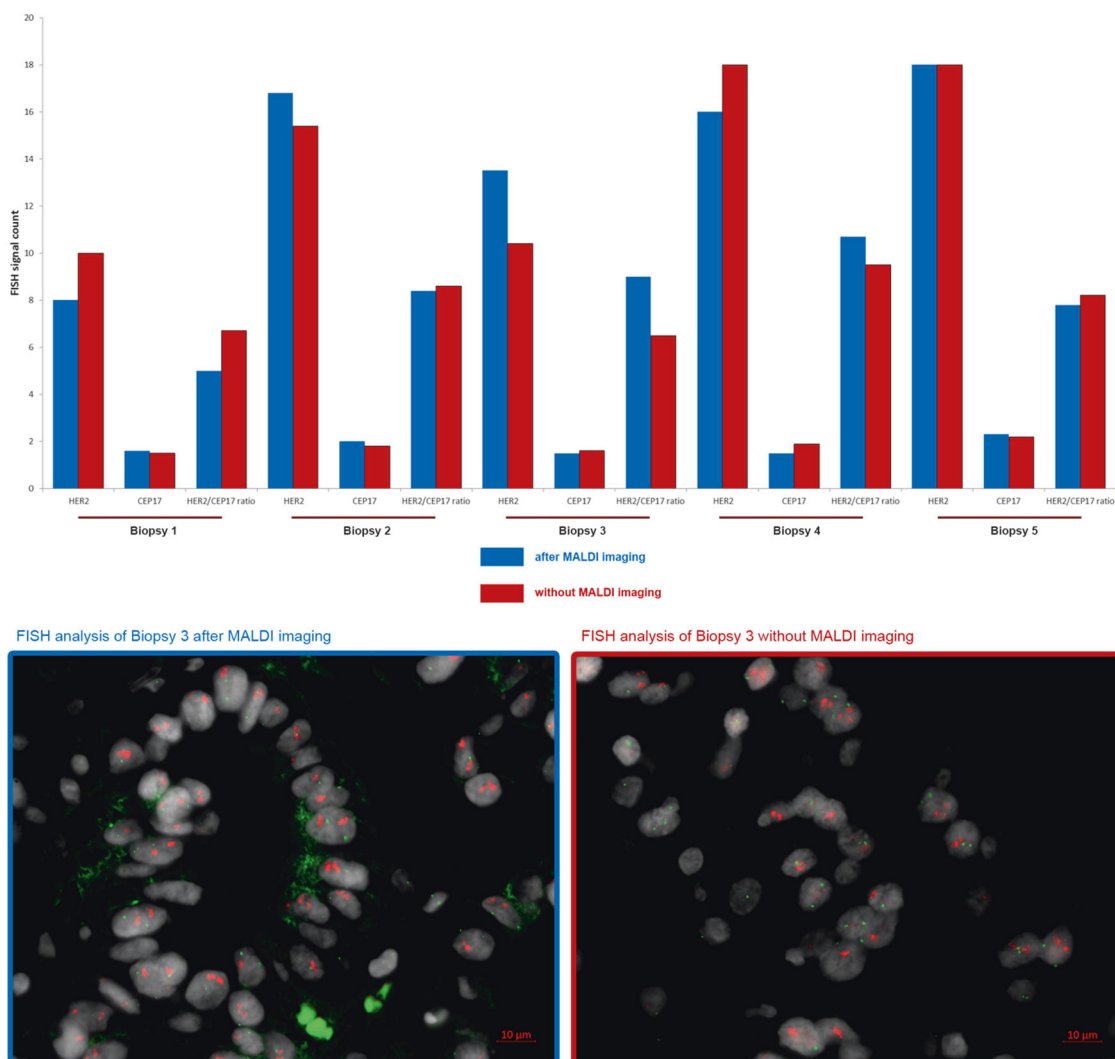 20
18
16
14
12
10
8
6
4
2
0
FISH signal count
HER2 CEP17 HER2/CEP17 ratio HER2 CEP17 HER2/CEP17 ratio HER2 CEP17 HER2/CEP17 ratio HER2 CEP17 HER2/CEP17 ratio HER2 CEP17 HER2/CEP17 ratio
Biopsy 1 Biopsy 2 Biopsy 3 Biopsy 4 Biopsy 5
after MALDI imaging
without MALDI imaging
FISH analysis of Biopsy 3 after MALDI imaging
FISH analysis of Biopsy 3 without MALDI imaging
10 µm
10 µm